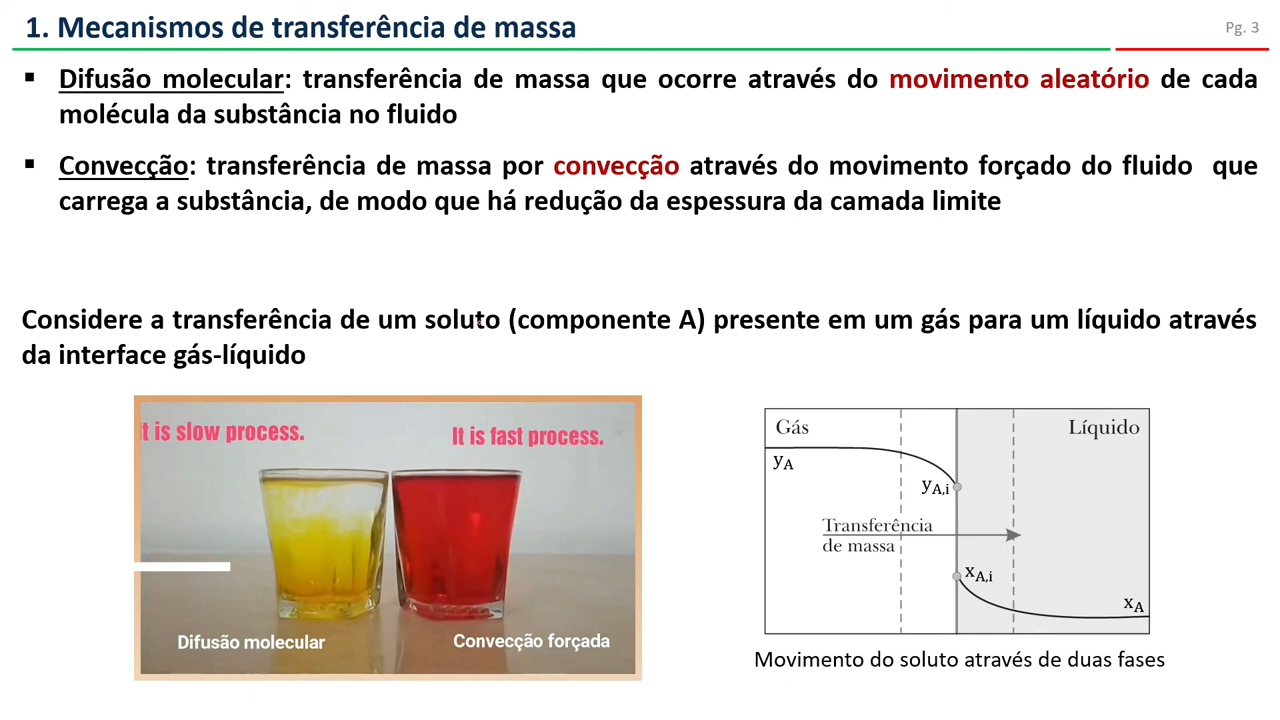 1. Mecanismos de transferência de massa
Pg. 3
▪ Difusão molecular: transferência de massa que ocorre através do movimento aleatório de cada
molécula da substância no fluido
▪ Convecção: transferência de massa por convecção através do movimento forçado do fluido que
carrega a substância, de modo que há redução da espessura da camada limite
Considere a transferência de um soluto (componente A) presente em um gás para um líquido através
da interface gás-líquido
t is slow process.
It is fast process.
Difusão molecular
Convecção forçada
Gás
Líquido
yA
yA,i
Transferência
de massa
xA,i
xA
Movimento do soluto através de duas fases